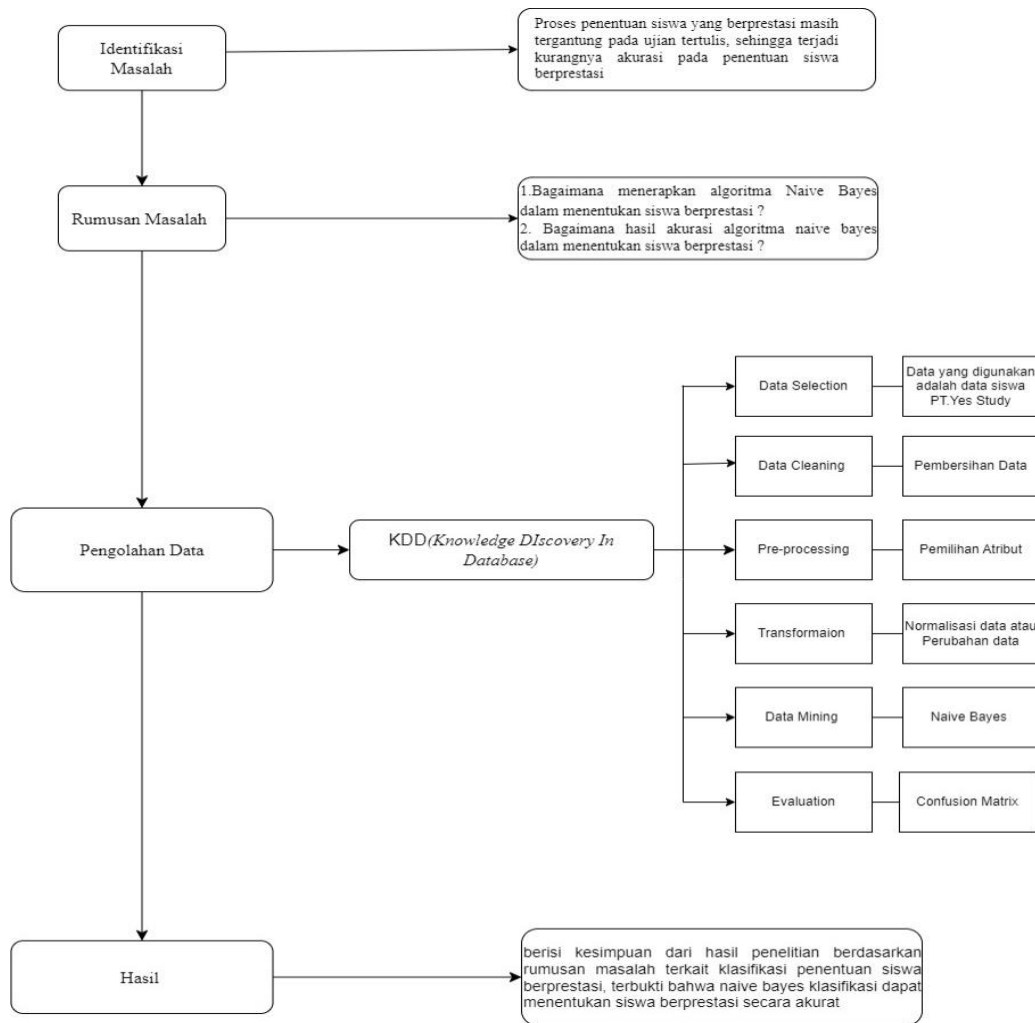 Identifikasi
Masalah
Proses penentuan siswa yang berprestasi masih
tergantung pada ujian tertulis, sehingga terjadi
kurangnya akurasi pada penentuan siswa
berprestasi
Rumusan Masalah
1.Bagaimana menerapkan algoritma Naive Bayes
dalam menentukan siswa berprestasi ?
2. Bagaimana hasil akurasi algoritma naive bayes
dalam menentukan siswa berprestasi ?
Pengolahan Data
KDD(Knowledge DIscovery In
Database)
Data Selection
Data yang digunakan
adalah data siswa
PT.Yes Study
Data Cleaning
Pembersihan Data
Pre-processing
Pemilihan Atribut
Transformaion
Normalisasi data atau
Perubahan data
Data Mining
Naive Bayes
Evaluation
Confusion Matrix
Hasil
berisi kesimpuan dari hasil penelitian berdasarkan
rumusan masalah terkait klasifikasi penentuan siswa
berprestasi, terbukti bahwa naive bayes klasifikasi dapat
menentukan siswa berprestasi secara akurat